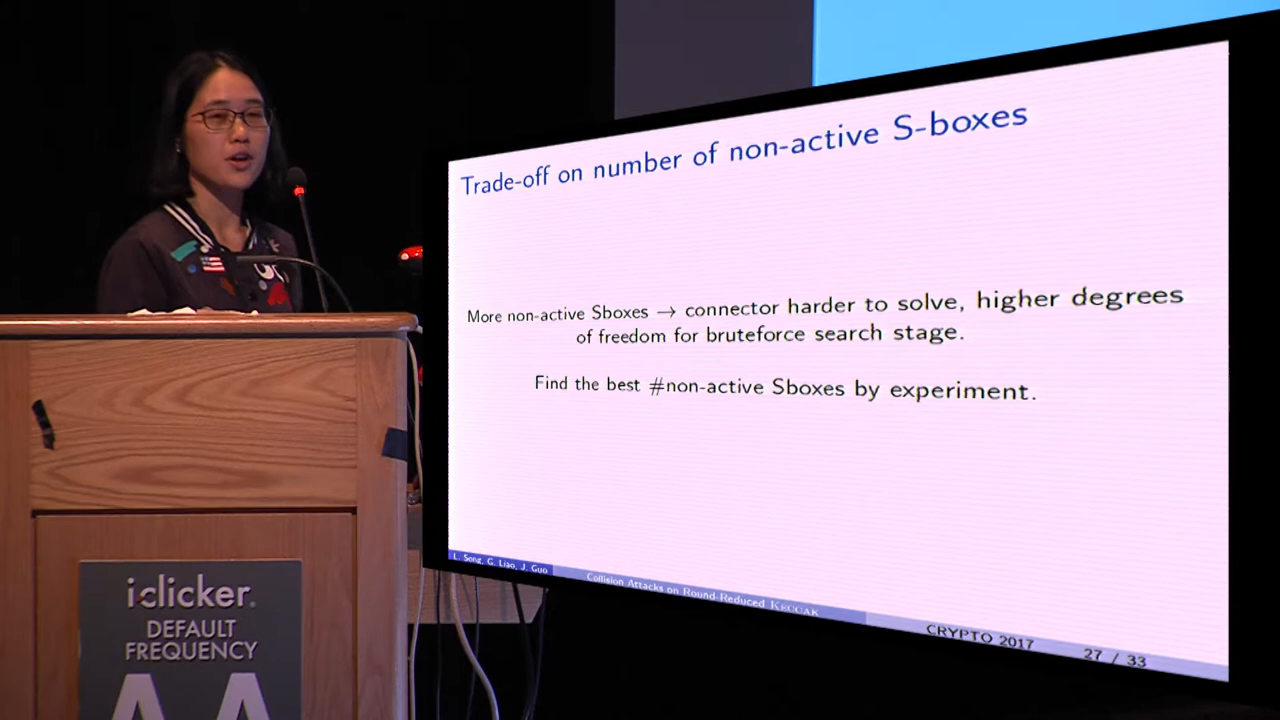 Trade-off on number of non-active S-boxes
More non-active Sboxes → connector harder to solve, higher degrees
of freedom for bruteforce search stage.
Find the best #non-active Sboxes by experiment.
L. Song, G. Liao, J. Guo
Collision Attacks on Round-Reduced KECCAK
CRYPTO 2017
27 / 33
iclicker.
DEFAULT
FREQUENCY
AA